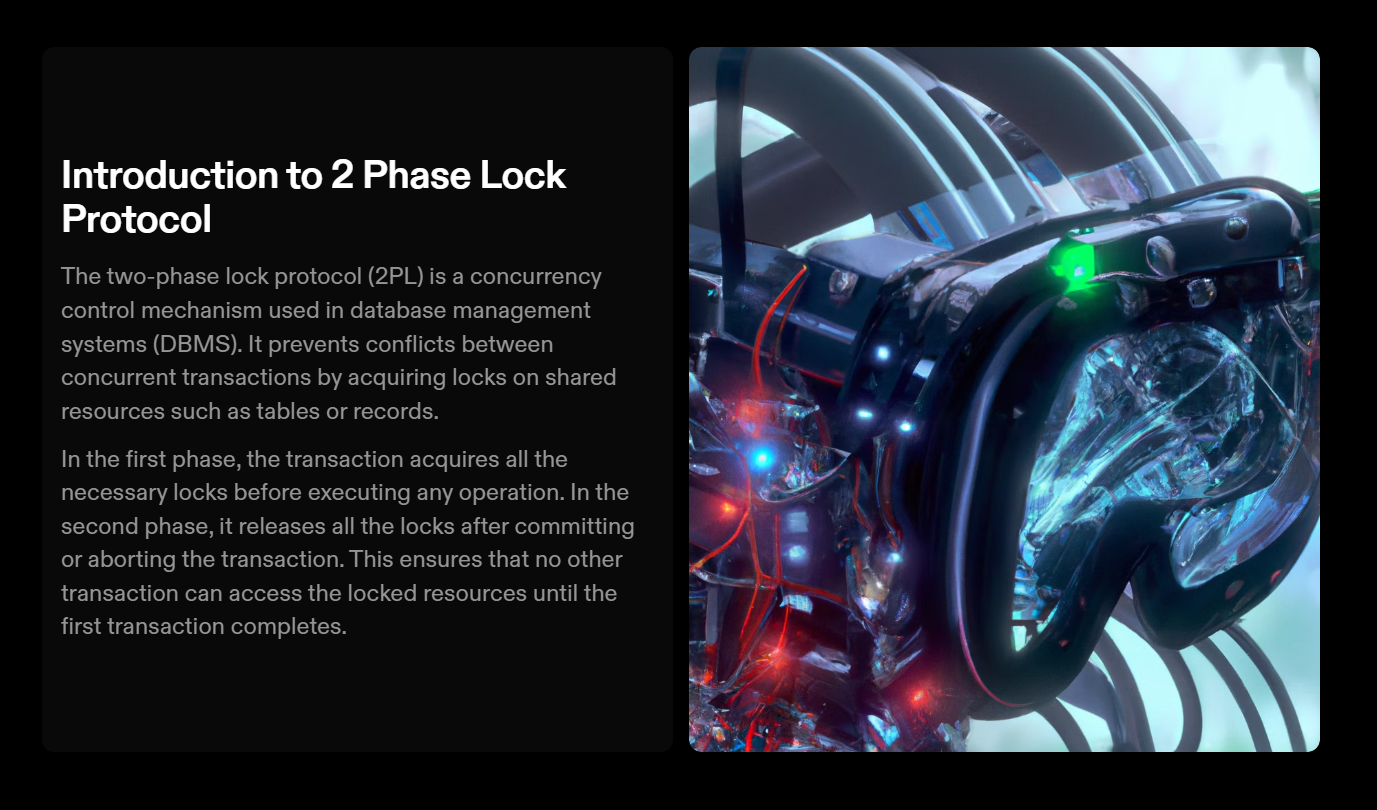 Introduction to 2 Phase Lock
Protocol
The two-phase lock protocol (2PL) is a concurrency
control mechanism used in database management
systems (DBMS). It prevents conflicts between
concurrent transactions by acquiring locks on shared
resources such as tables or records.
In the first phase, the transaction acquires all the
necessary locks before executing any operation. In the
second phase, it releases all the locks after committing
or aborting the transaction. This ensures that no other
transaction can access the locked resources until the
first transaction completes.